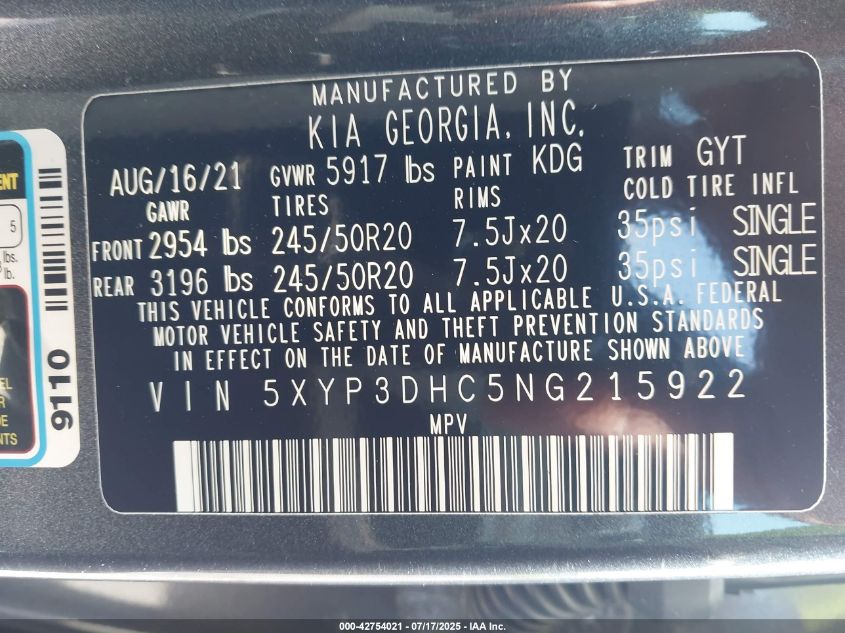 MANUFACTURED BY
KIA GEORGIA, INC.
AUG/16/21 GVWR 5917 lbs PAINT KDG TRIM GYT
GAWR TIRES RIMS COLD TIRE INFL
FRONT 2954 lbs 245/50R20 7.5Jx20 35psi SINGLE
REAR 3196 lbs 245/50R20 7.5Jx20 35psi SINGLE
THIS VEHICLE CONFORMS TO ALL APPLICABLE U.S.A. FEDERAL
MOTOR VEHICLE SAFETY AND THEFT PREVENTION STANDARDS
IN EFFECT ON THE DATE OF MANUFACTURE SHOWN ABOVE
VIN 5XYP3DHC5NG215922
MPV
5
lbs.
lb.
9110
000-42754021 - 07/17/2025 - IAA Inc.